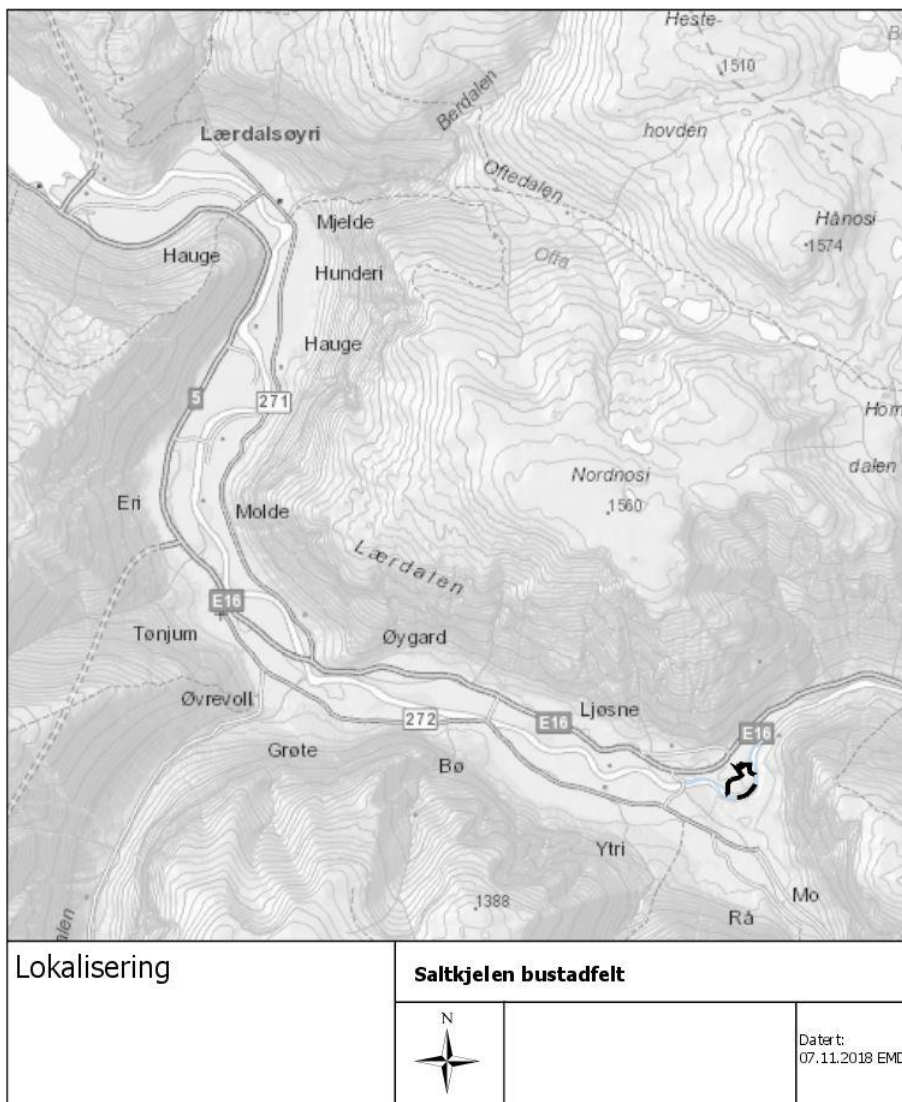 Heste-
1510
Berdalen
Lærdalsøyri
hovden
Oftedalen
Mjelde
Hånosi
1574
Hauge
Ofta
Hunderi
Hauge
5
271
Hom
dalen
Nordnosi
1560
Eri
Molde
Lærdalen
E16
Tønjum
Øygard
Øvrevoll
Ljøsne
272
E16
E16
Grøte
Bø
Ytri
Mo
1388
Rå
alen
Lokalisering
Saltkjelen bustadfelt
N
Datert:
07.11.2018 EMD